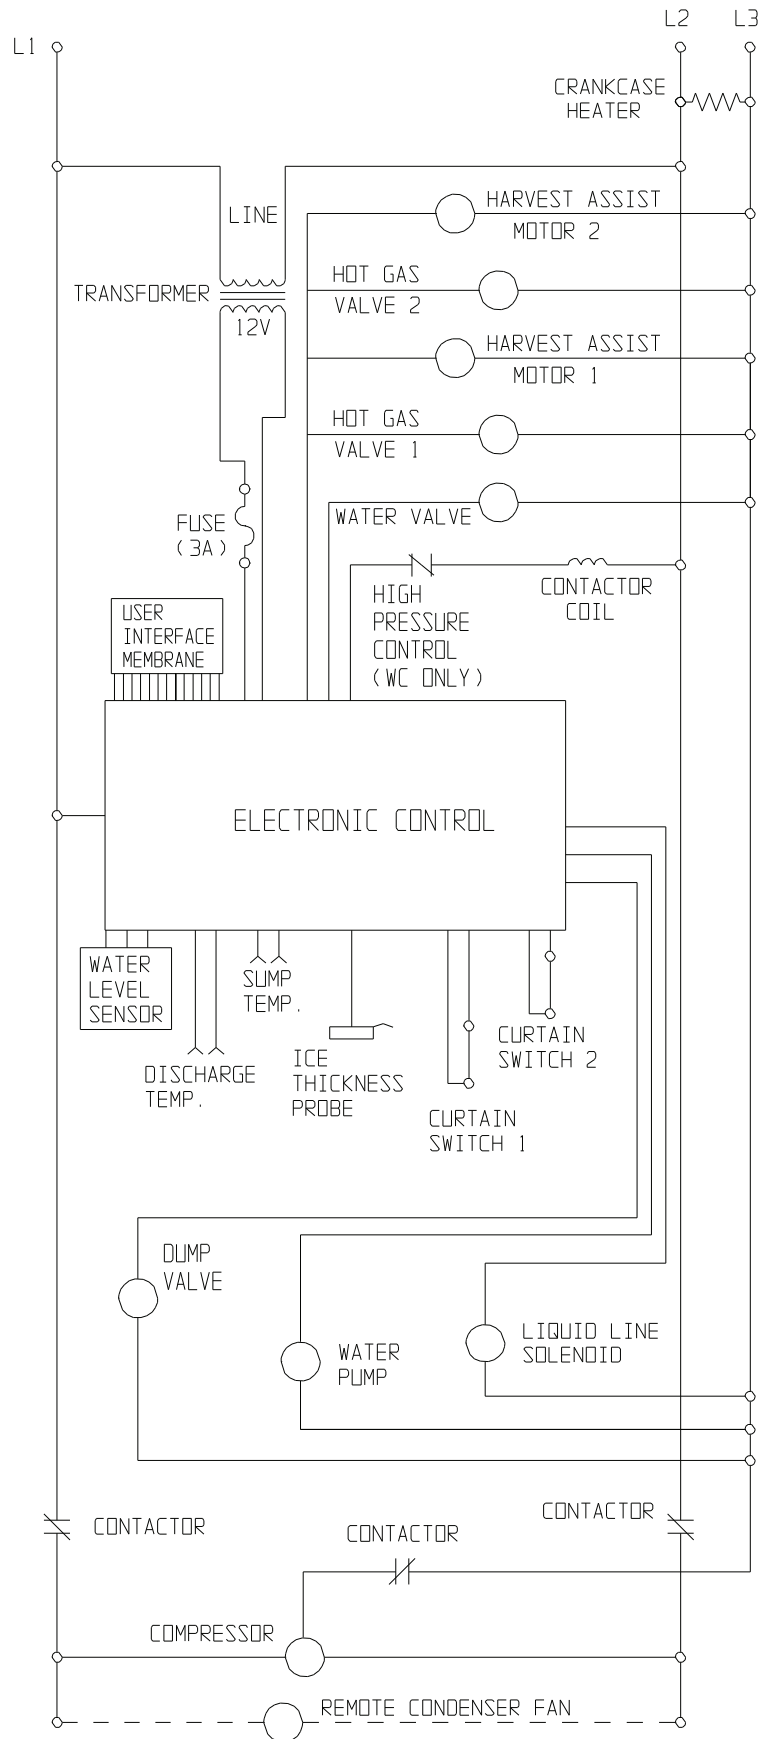 L1
L2
L3
CRANKCASE
HEATER
LINE
HARVEST ASSIST
MOTOR 2
TRANSFORMER
12V
HOT GAS
VALVE 2
HARVEST ASSIST
MOTOR 1
HOT GAS
VALVE 1
FUSE
(3A)
WATER VALVE
HIGH
PRESSURE
CONTROL
(WC ONLY)
CONTACTOR
COIL
USER
INTERFACE
MEMBRANE
ELECTRONIC CONTROL
WATER
LEVEL
SENSOR
DISCHARGE
TEMP.
SUMP
TEMP.
ICE
THICKNESS
PROBE
CURTAIN
SWITCH 1
CURTAIN
SWITCH 2
DUMP
VALVE
WATER
PUMP
LIQUID LINE
SOLENOID
CONTACTOR
CONTACTOR
CONTACTOR
COMPRESSOR
REMOTE CONDENSER FAN